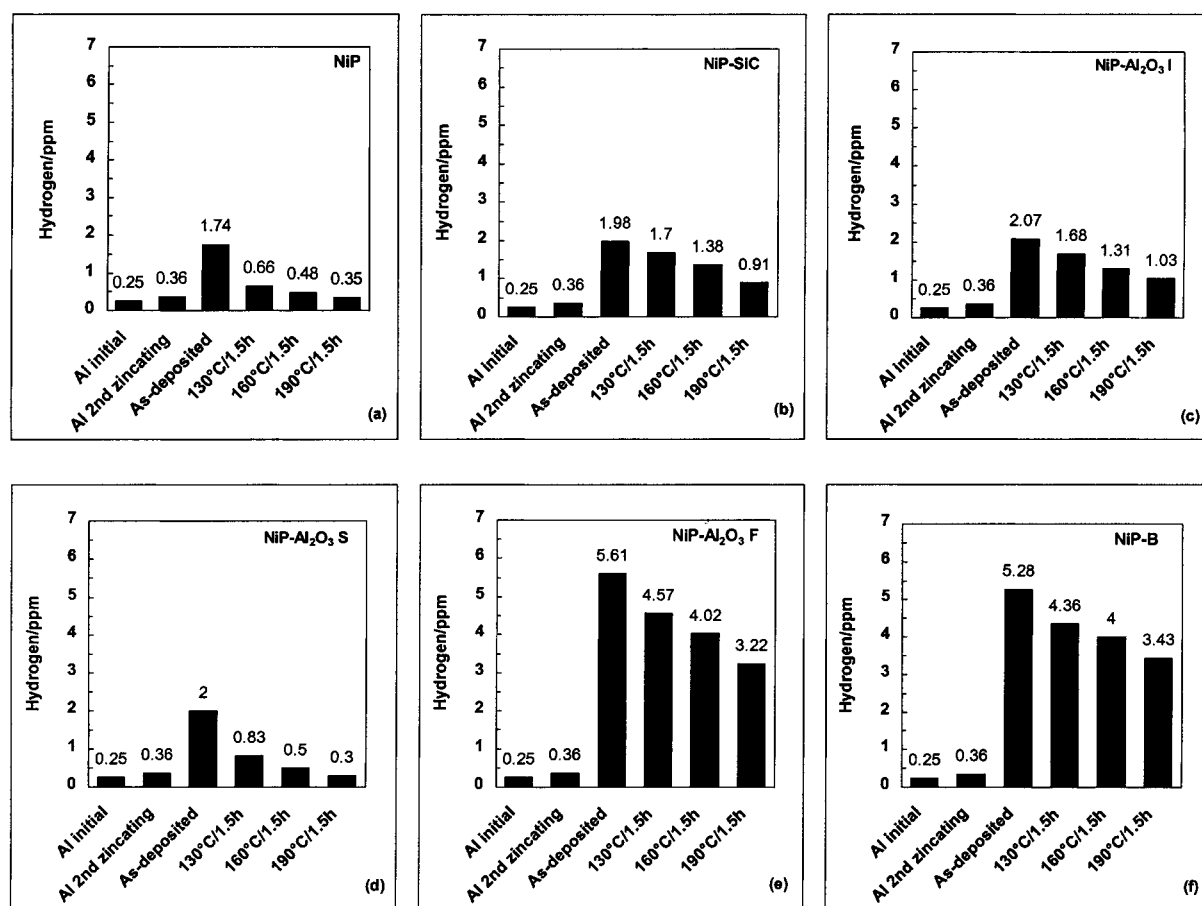 NiP
Hydrogen/ppm
7
6
5
4
3
2
1
0
0.25
0.36
1.74
0.66
0.48
0.35
Al initial
Al 2nd zincating
As-deposited
130°C/1.5h
160°C/1.5h
190°C/1.5h
(a)
NiP-SiC
Hydrogen/ppm
7
6
5
4
3
2
1
0
0.25
0.36
1.98
1.7
1.38
0.91
Al initial
Al 2nd zincating
As-deposited
130°C/1.5h
160°C/1.5h
190°C/1.5h
(b)
NiP-Al₂O₃ I
Hydrogen/ppm
7
6
5
4
3
2
1
0
0.25
0.36
2.07
1.68
1.31
1.03
Al initial
Al 2nd zincating
As-deposited
130°C/1.5h
160°C/1.5h
190°C/1.5h
(c)
NiP-Al₂O₃ S
Hydrogen/ppm
7
6
5
4
3
2
1
0
0.25
0.36
2
0.83
0.5
0.3
Al initial
Al 2nd zincating
As-deposited
130°C/1.5h
160°C/1.5h
190°C/1.5h
(d)
NiP-Al₂O₃ F
Hydrogen/ppm
7
6
5
4
3
2
1
0
0.25
0.36
5.61
4.57
4.02
3.22
Al initial
Al 2nd zincating
As-deposited
130°C/1.5h
160°C/1.5h
190°C/1.5h
(e)
NiP-B
Hydrogen/ppm
7
6
5
4
3
2
1
0
0.25
0.36
5.28
4.36
4
3.43
Al initial
Al 2nd zincating
As-deposited
130°C/1.5h
160°C/1.5h
190°C/1.5h
(f)